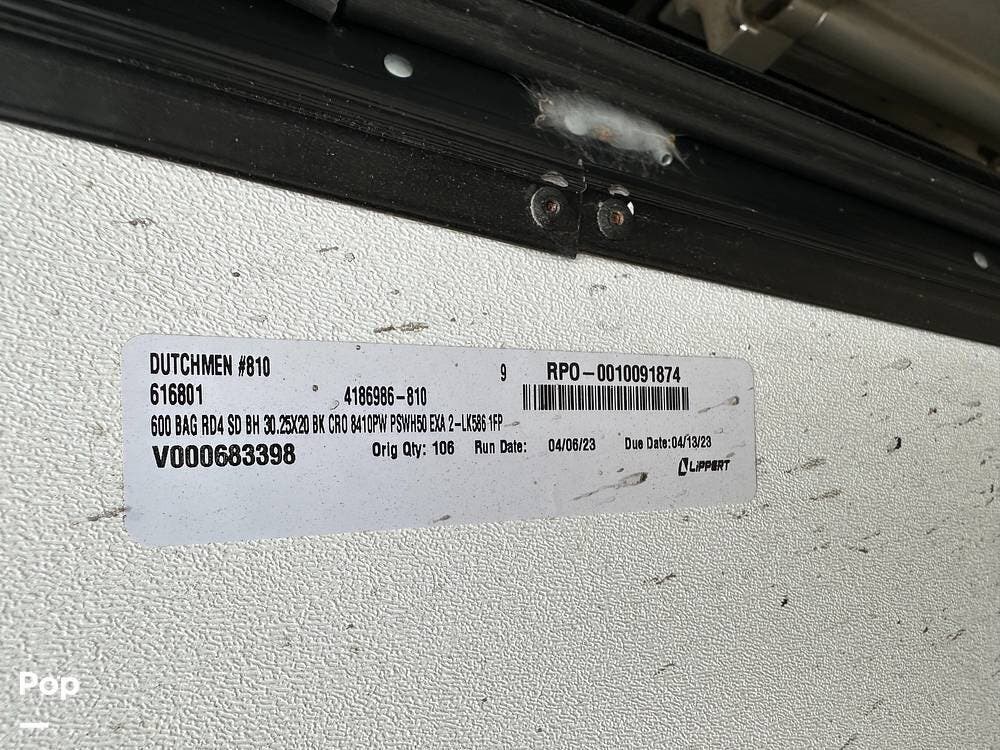 DUTCHMEN #810 9 RPO-0010091874
616801 4186986-810
600 BAG RD4 SD BH 30.25X20 BK CRO 8410PW PSWH50 EXA 2-LK586 1FP
V000683398 Orig Qty: 106 Run Date: 04/06/23 Due Date:04/13/23
LIPPERT
Pop